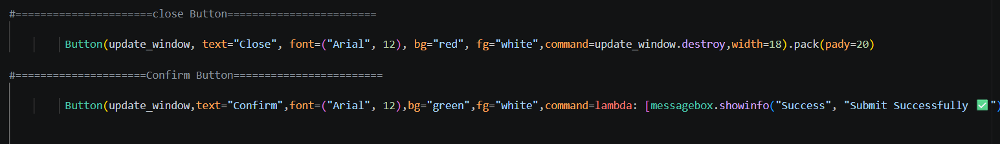 #======================close Button========================
Button(update_window, text="Close", font=("Arial", 12), bg="red", fg="white",command=update_window.destroy,width=18).pack(pady=20)
#=====================Confirm Button========================
Button(update_window,text="Confirm",font=("Arial", 12),bg="green",fg="white",command=lambda: [messagebox.showinfo("Success", "Submit Successfully ✅")